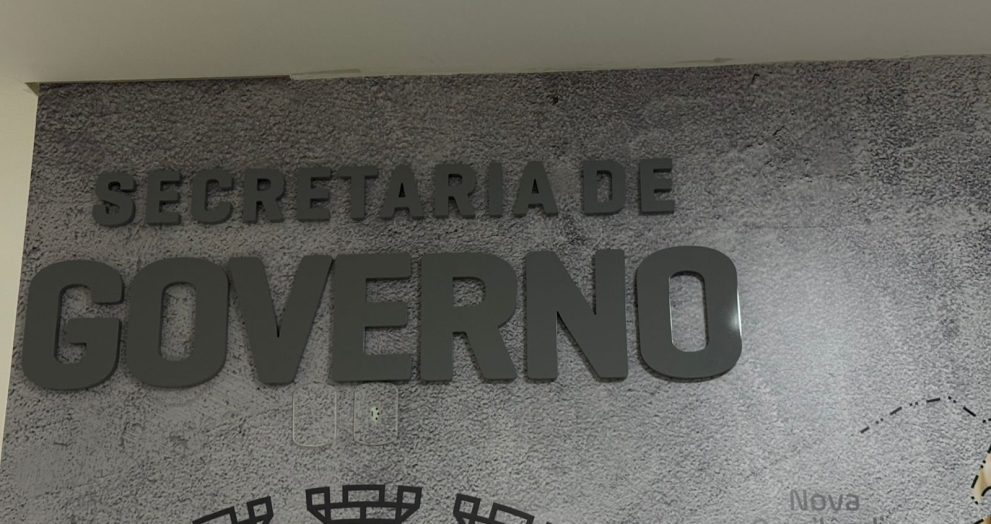 SECRETARIA DE
GOVERNO
Nova